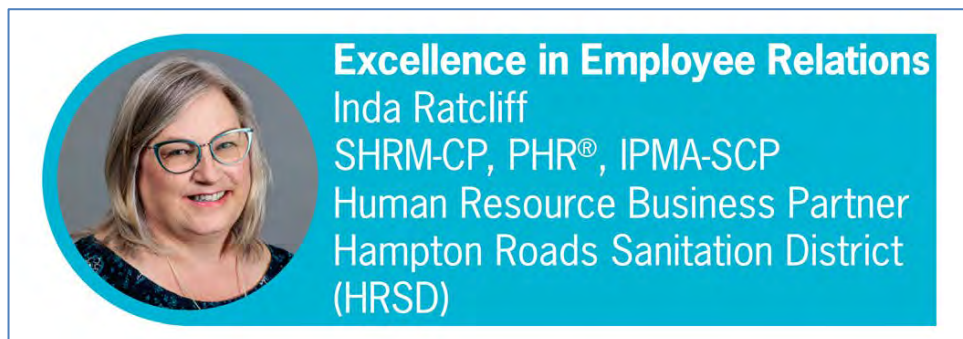 Excellence in Employee Relations
Inda Ratcliff
SHRM-CP, PHR®, IPMA-SCP
Human Resource Business Partner
Hampton Roads Sanitation District
(HRSD)